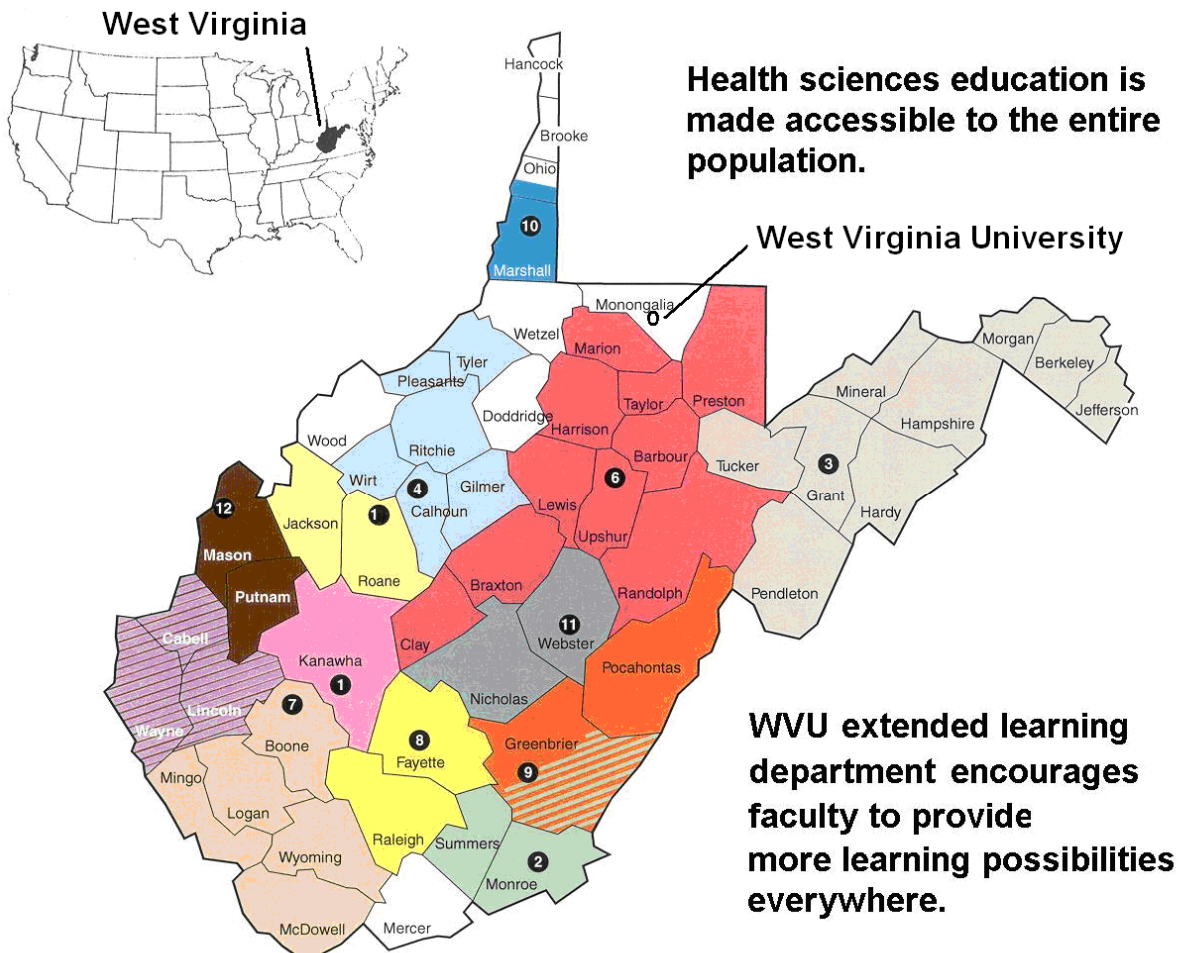 West Virginia
Health sciences education is
made accessible to the entire
population.
Hancock
Brooke
Ohio
10
Marshall
West Virginia University
Monongalia
Wetzel
Marion
Tyler
Pleasants
Doddridge
Taylor
Preston
Harrison
Wood
Ritchie
Barbour
Morgan
Berkeley
Jefferson
Mineral
Hampshire
Tucker
3
Grant
Hardy
Wirt
4
Gilmer
Calhoun
6
Lewis
Upshur
12
Jackson
1
Mason
Roane
Braxton
Randolph
Pendleton
Putnam
Cabell
Clay
11
Webster
Kanawha
1
Pocahontas
Nicholas
Lincoln
Wayne
7
Boone
8
Fayette
Greenbrier
9
Mingo
Logan
Wyoming
Raleigh
Summers
2
Monroe
McDowell
Mercer
WVU extended learning
department encourages
faculty to provide
more learning possibilities
everywhere.